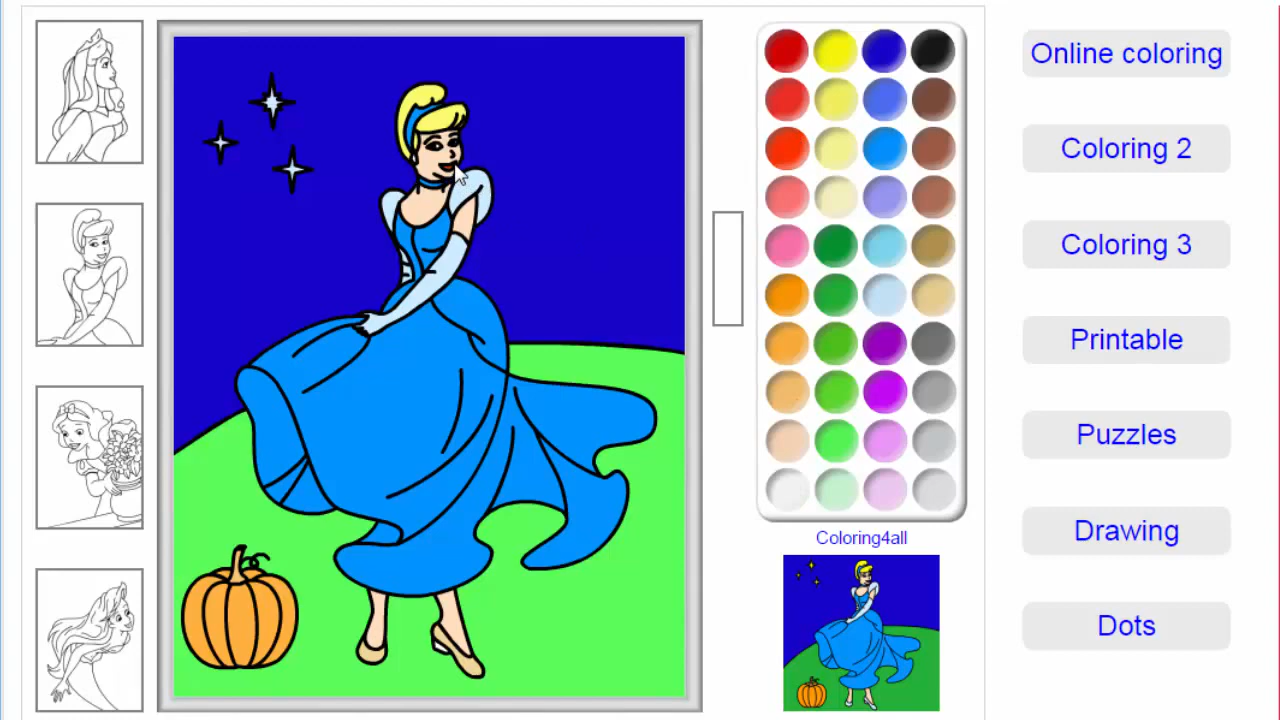 Online coloring
Coloring 2
Coloring 3
Printable
Puzzles
Drawing
Dots
Coloring4all